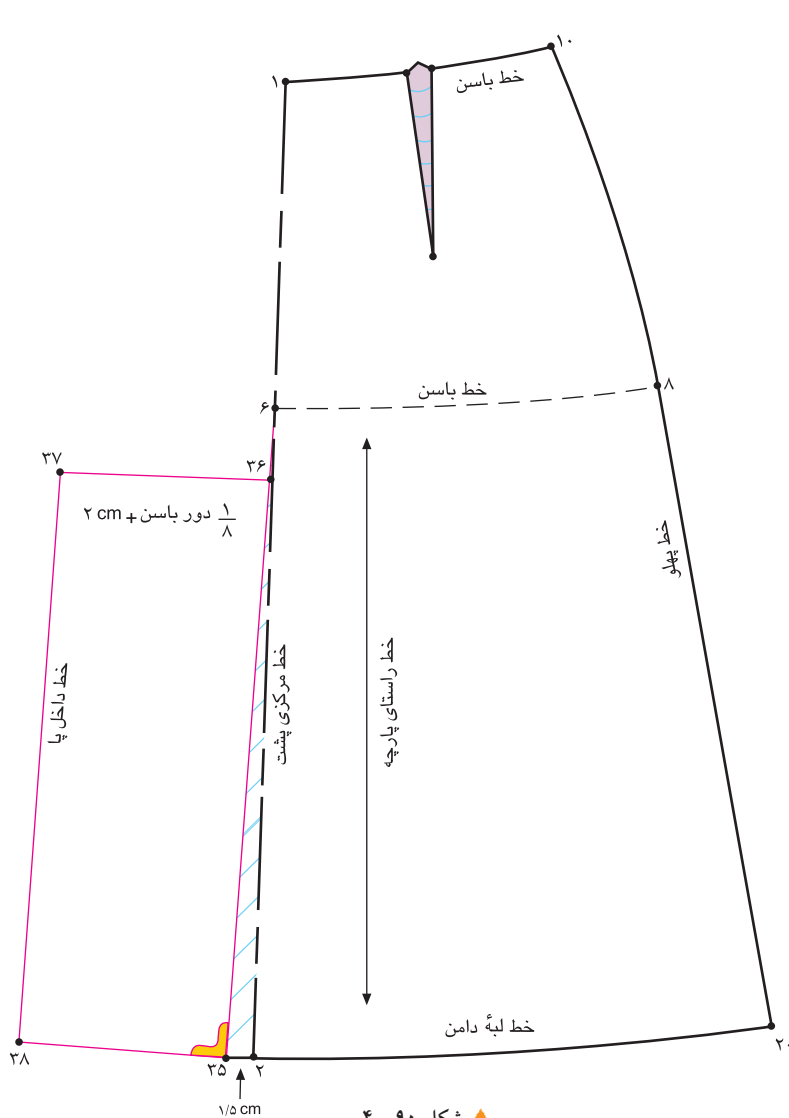 ۱۰
۱
خط باسن
خط باسن
۸
۶
۳۷
۳۶
۱/۸ دور باسن + ۲ cm
خط پهلو
خط داخل پا
خط مرکزی پشت
خط راستای پارچه
خط لبهٔ دامن
۳۸
۳۵
۲
۱/۵ cm